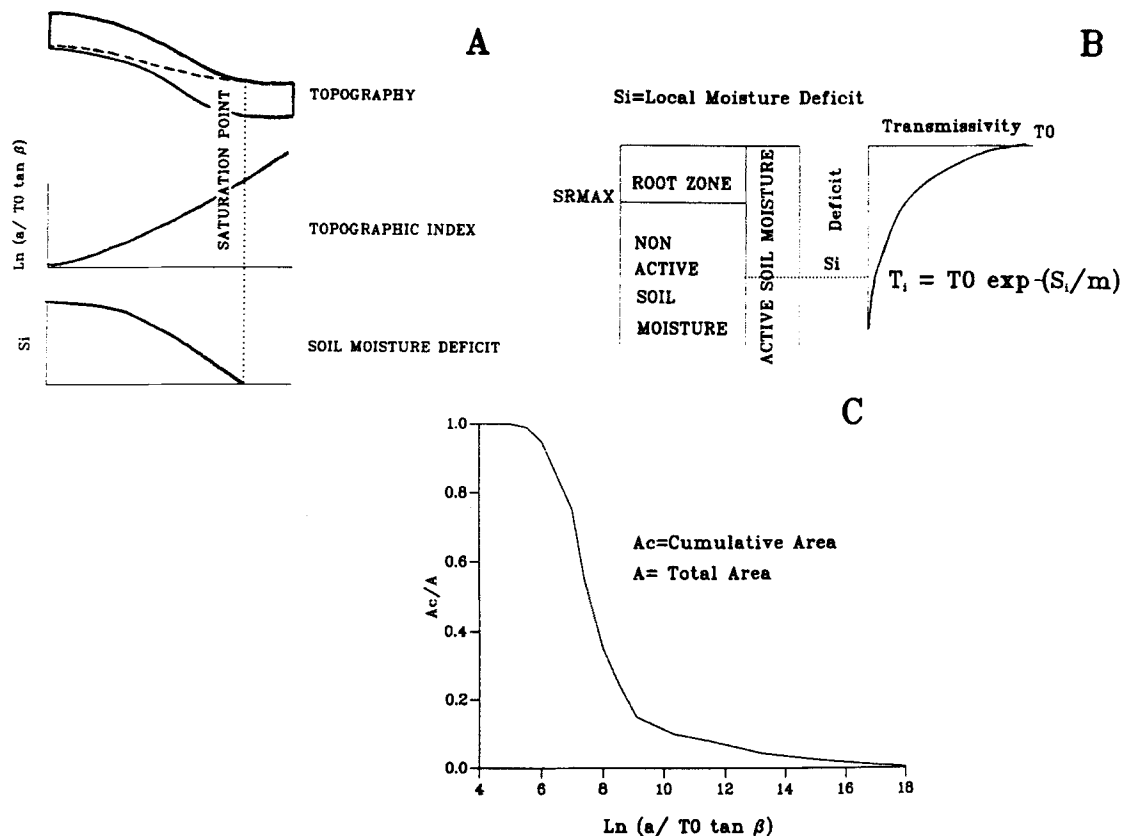 A
TOPOGRAPHY
SATURATION POINT
Ln (a/ T0 tan β)
TOPOGRAPHIC INDEX
Si
SOIL MOISTURE DEFICIT
B
Si=Local Moisture Deficit
Transmissivity T0
SRMAX
ROOT ZONE
NON
ACTIVE
SOIL
MOISTURE
ACTIVE SOIL MOISTURE
Deficit
Si
Tᵢ = T0 exp-(Sᵢ/m)
C
1.0
0.8
0.6
0.4
0.2
0.0
Ac/A
Ac=Cumulative Area
A= Total Area
4 6 8 10 12 14 16 18
Ln (a/ T0 tan β)